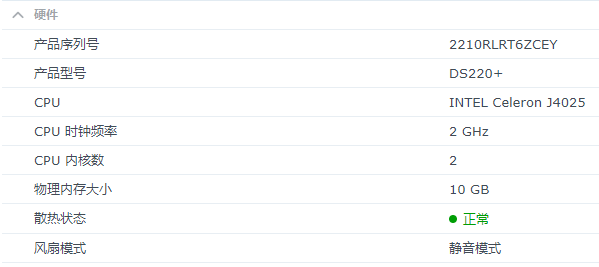 硬件
产品序列号 2210RLRT6ZCEY
产品型号 DS220+
CPU INTEL Celeron J4025
CPU 时钟频率 2 GHz
CPU 内核数 2
物理内存大小 10 GB
散热状态 正常
风扇模式 静音模式